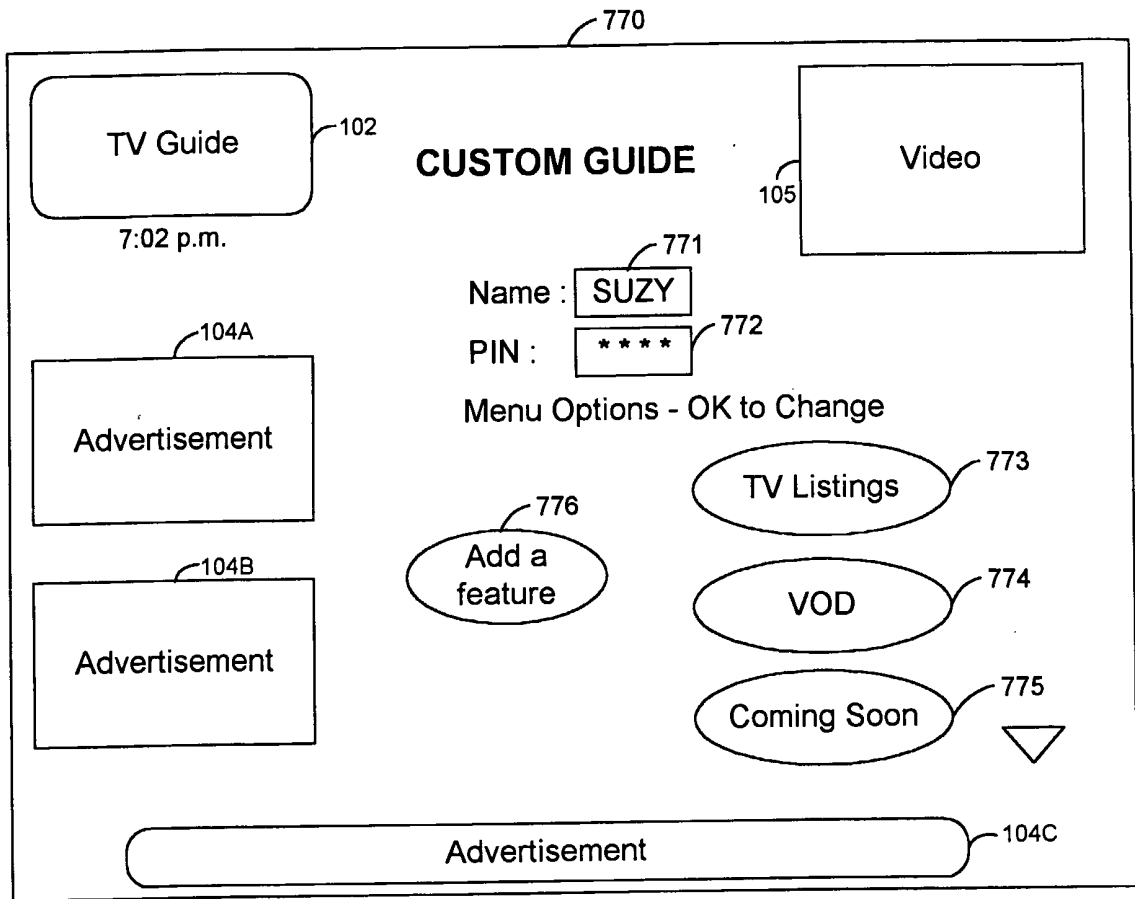 770
TV Guide
102
7:02 p.m.
CUSTOM GUIDE
Video
105
771
Name : SUZY
772
PIN : ****
Menu Options - OK to Change
104A
Advertisement
773
TV Listings
776
Add a
feature
104B
Advertisement
774
VOD
775
Coming Soon
Advertisement
104C